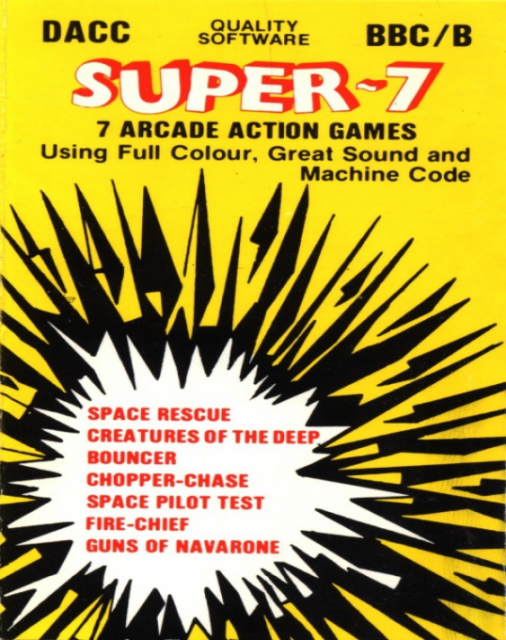 DACC
QUALITY
SOFTWARE
BBC/B
SUPER-7
7 ARCADE ACTION GAMES
Using Full Colour, Great Sound and
Machine Code
SPACE RESCUE
CREATURES OF THE DEEP
BOUNCER
CHOPPER-CHASE
SPACE PILOT TEST
FIRE-CHIEF
GUNS OF NAVARONE